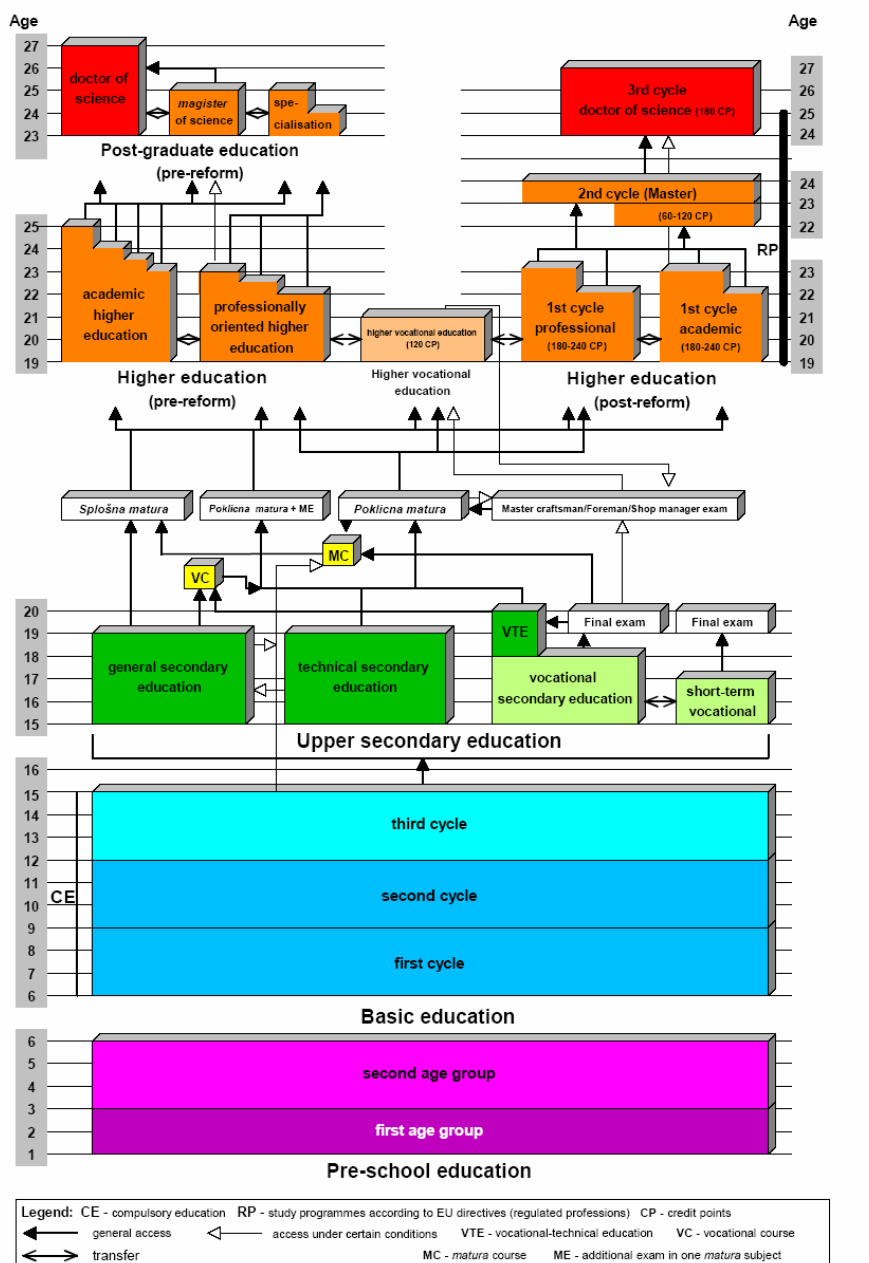 Age
Age
27
26
25
24
23
doctor of
science
magister
of science
spe-
cialisation
Post-graduate education
(pre-reform)
27
26
25
24
3rd cycle
doctor of science (180 CP)
24
23
22
2nd cycle (Master)
(60-120 CP)
RP
25
24
23
22
21
20
19
academic
higher
education
professionally
oriented higher
education
higher vocational education
(120 CP)
1st cycle
professional
(180-240 CP)
1st cycle
academic
(180-240 CP)
23
22
21
20
19
Higher education
(pre-reform)
Higher vocational
education
Higher education
(post-reform)
Splošna matura
Poklicna matura + ME
Poklicna matura
Master craftsman/Foreman/Shop manager exam
MC
VC
20
19
18
17
16
15
general secondary
education
technical secondary
education
VTE
Final exam
Final exam
vocational
secondary education
short-term
vocational
Upper secondary education
16
15
14
13
12
11
10
9
8
7
6
CE
third cycle
second cycle
first cycle
Basic education
6
5
4
3
2
1
second age group
first age group
Pre-school education
Legend: CE - compulsory education RP - study programmes according to EU directives (regulated professions) CP - credit points
general access access under certain conditions VTE - vocational-technical education VC - vocational course
transfer MC - matura course ME - additional exam in one matura subject